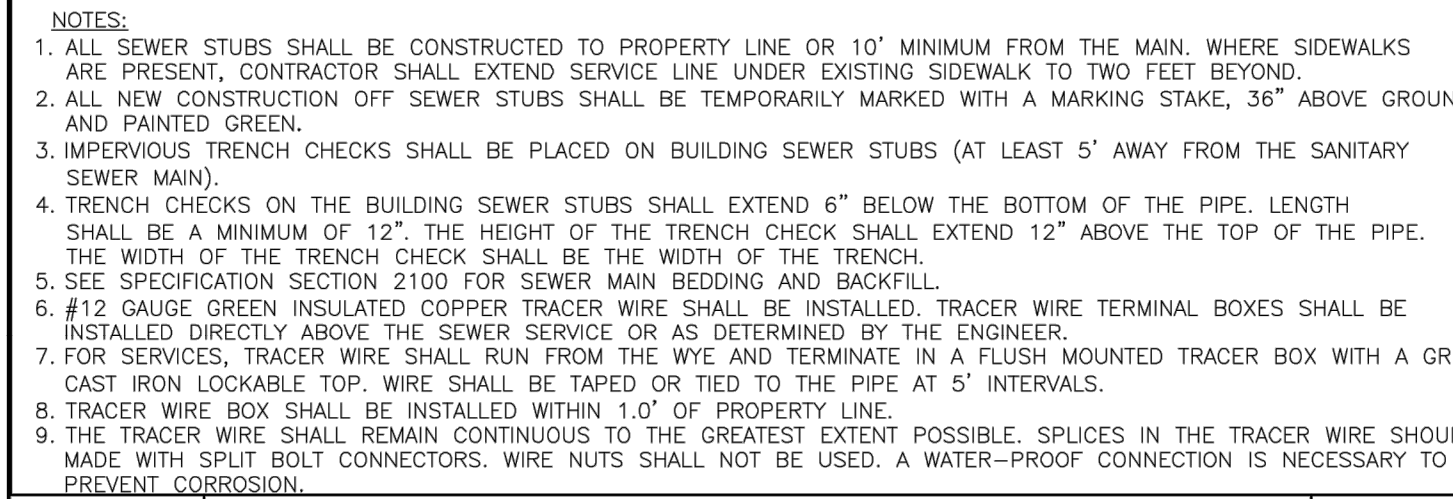 NOTES:
1. ALL SEWER STUBS SHALL BE CONSTRUCTED TO PROPERTY LINE OR 10' MINIMUM FROM THE MAIN. WHERE SIDEWALKS
ARE PRESENT, CONTRACTOR SHALL EXTEND SERVICE LINE UNDER EXISTING SIDEWALK TO TWO FEET BEYOND.
2. ALL NEW CONSTRUCTION OFF SEWER STUBS SHALL BE TEMPORARILY MARKED WITH A MARKING STAKE, 36" ABOVE GROUN
AND PAINTED GREEN.
3. IMPERVIOUS TRENCH CHECKS SHALL BE PLACED ON BUILDING SEWER STUBS (AT LEAST 5' AWAY FROM THE SANITARY
SEWER MAIN).
4. TRENCH CHECKS ON THE BUILDING SEWER STUBS SHALL EXTEND 6" BELOW THE BOTTOM OF THE PIPE. LENGTH
SHALL BE A MINIMUM OF 12". THE HEIGHT OF THE TRENCH CHECK SHALL EXTEND 12" ABOVE THE TOP OF THE PIPE.
THE WIDTH OF THE TRENCH CHECK SHALL BE THE WIDTH OF THE TRENCH.
5. SEE SPECIFICATION SECTION 2100 FOR SEWER MAIN BEDDING AND BACKFILL.
6. #12 GAUGE GREEN INSULATED COPPER TRACER WIRE SHALL BE INSTALLED. TRACER WIRE TERMINAL BOXES SHALL BE
INSTALLED DIRECTLY ABOVE THE SEWER SERVICE OR AS DETERMINED BY THE ENGINEER.
7. FOR SERVICES, TRACER WIRE SHALL RUN FROM THE WYE AND TERMINATE IN A FLUSH MOUNTED TRACER BOX WITH A GR
CAST IRON LOCKABLE TOP. WIRE SHALL BE TAPED OR TIED TO THE PIPE AT 5' INTERVALS.
8. TRACER WIRE BOX SHALL BE INSTALLED WITHIN 1.0' OF PROPERTY LINE.
9. THE TRACER WIRE SHALL REMAIN CONTINUOUS TO THE GREATEST EXTENT POSSIBLE. SPLICES IN THE TRACER WIRE SHOUL
MADE WITH SPLIT BOLT CONNECTORS. WIRE NUTS SHALL NOT BE USED. A WATER-PROOF CONNECTION IS NECESSARY TO
PREVENT CORROSION.